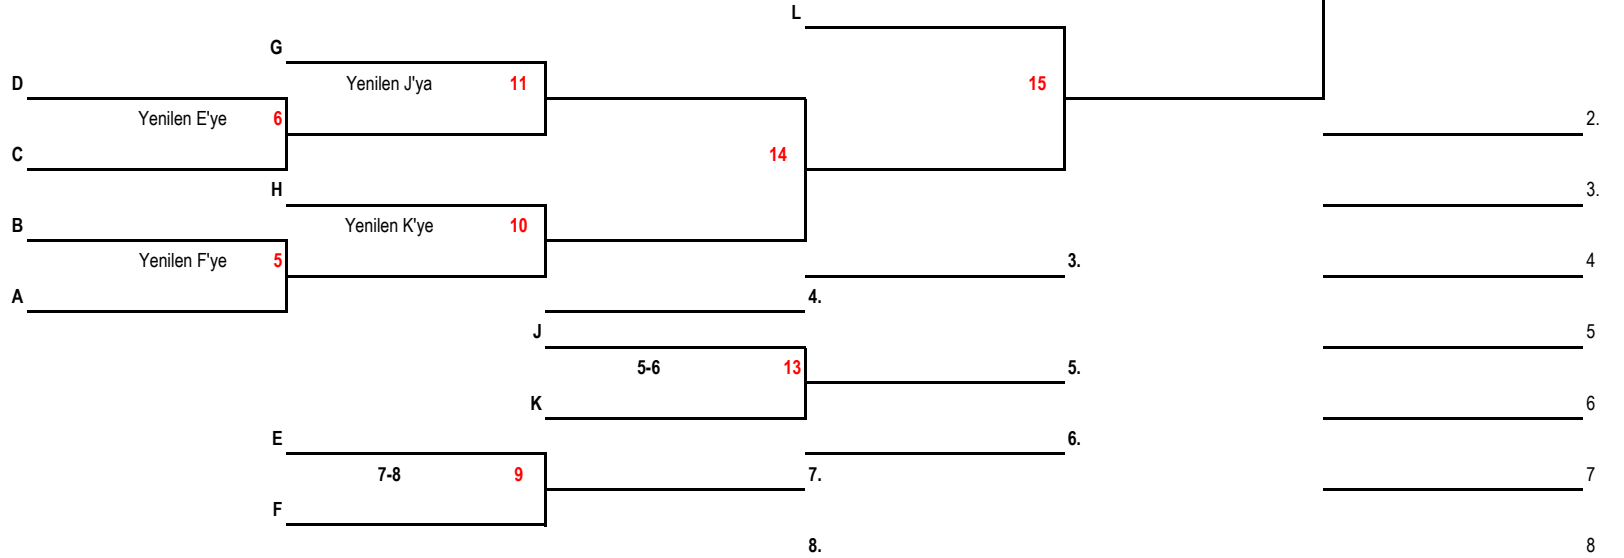 L
G
D
Yenilen J'ya 11
15
Yenilen E'ye 6
2.
C
14
H
3.
B
Yenilen K'ye 10
Yenilen F'ye 5
3.
4
A
4.
J
5
5-6 13
5.
K
6
E
6.
7-8 9
7.
7
F
8.
8